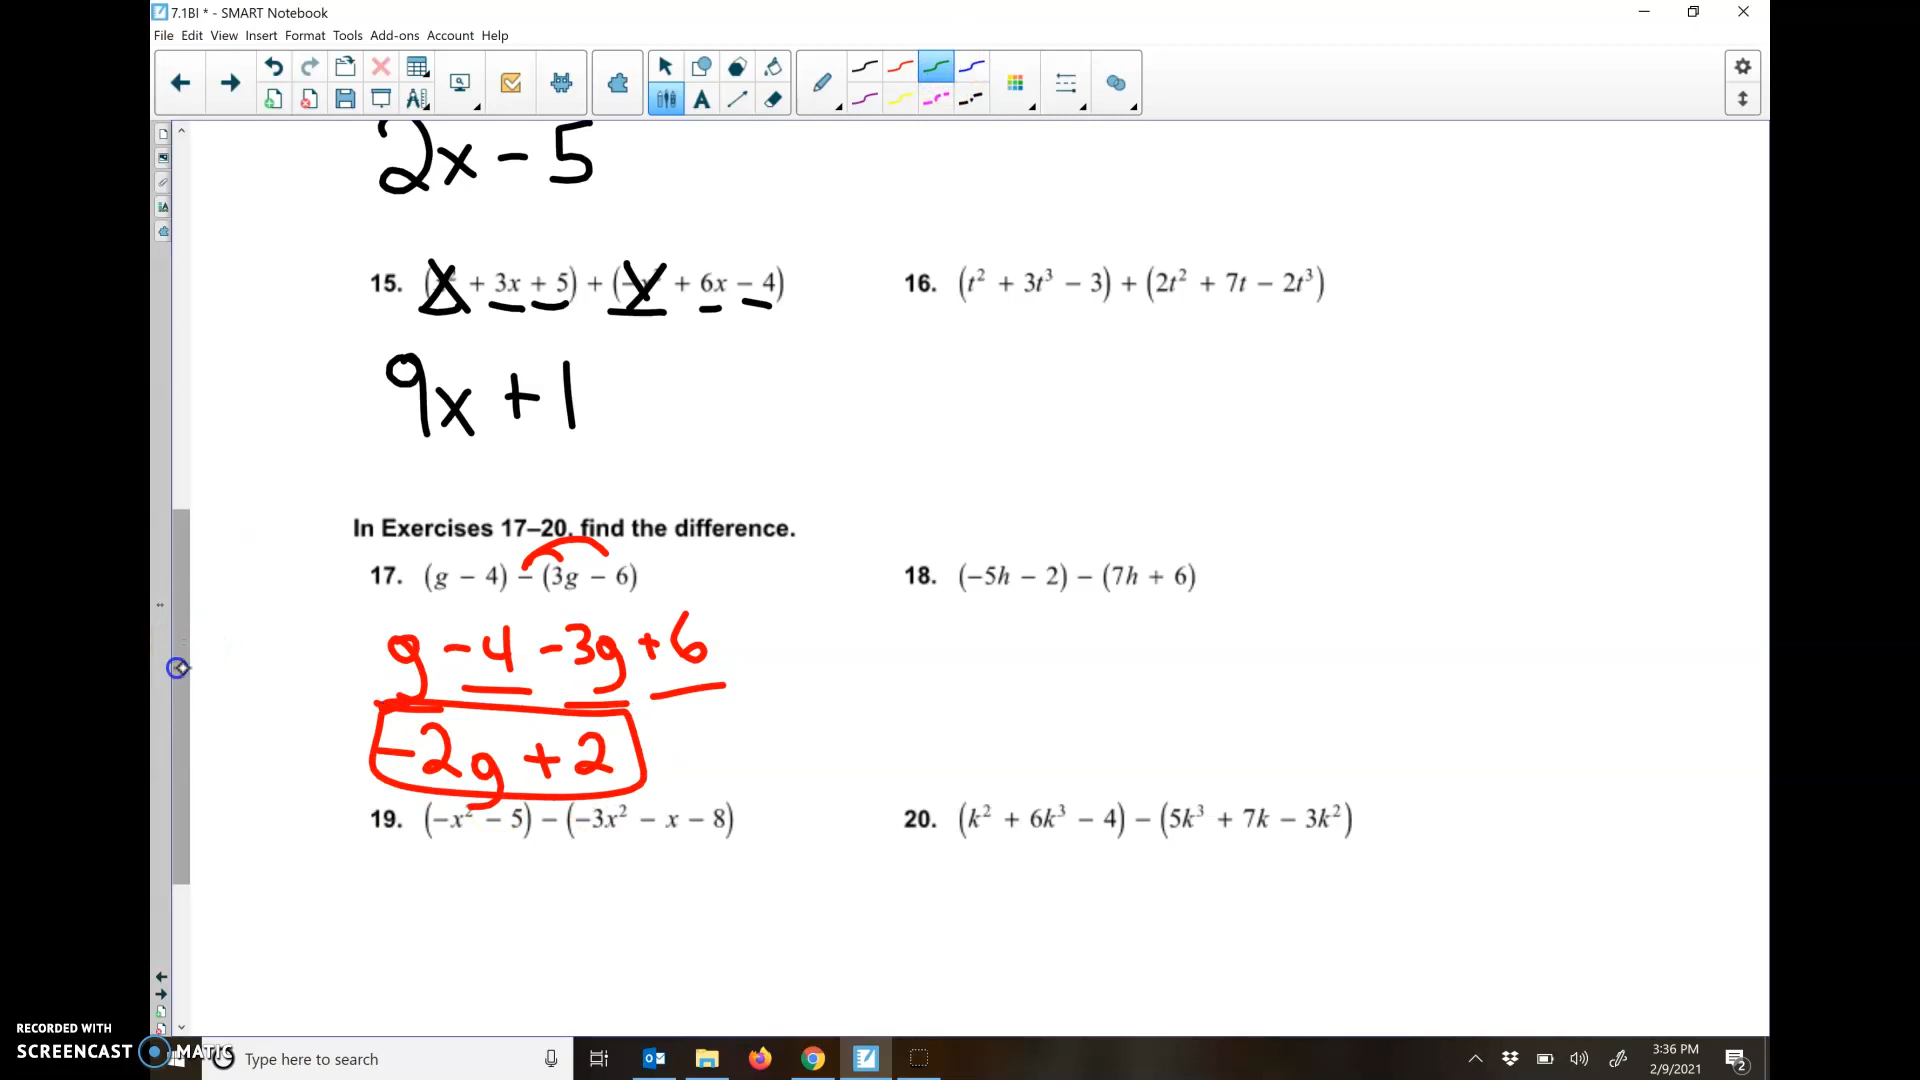 7.1BI * - SMART Notebook
File Edit View Insert Format Tools Add-ons Account Help
2x - 5
15. ( + 3x + 5) + ( + 6x - 4)
16. (t² + 3t³ - 3) + (2t² + 7t - 2t³)
9x + 1
In Exercises 17–20, find the difference.
17. (g - 4) - (3g - 6)
18. (-5h - 2) - (7h + 6)
g - 4 - 3g + 6
-2g + 2
19. (-x² - 5) - (-3x² - x - 8)
20. (k² + 6k³ - 4) - (5k³ + 7k - 3k²)
RECORDED WITH
SCREENCAST MATIC
Type here to search
3:36 PM
2/9/2021
2